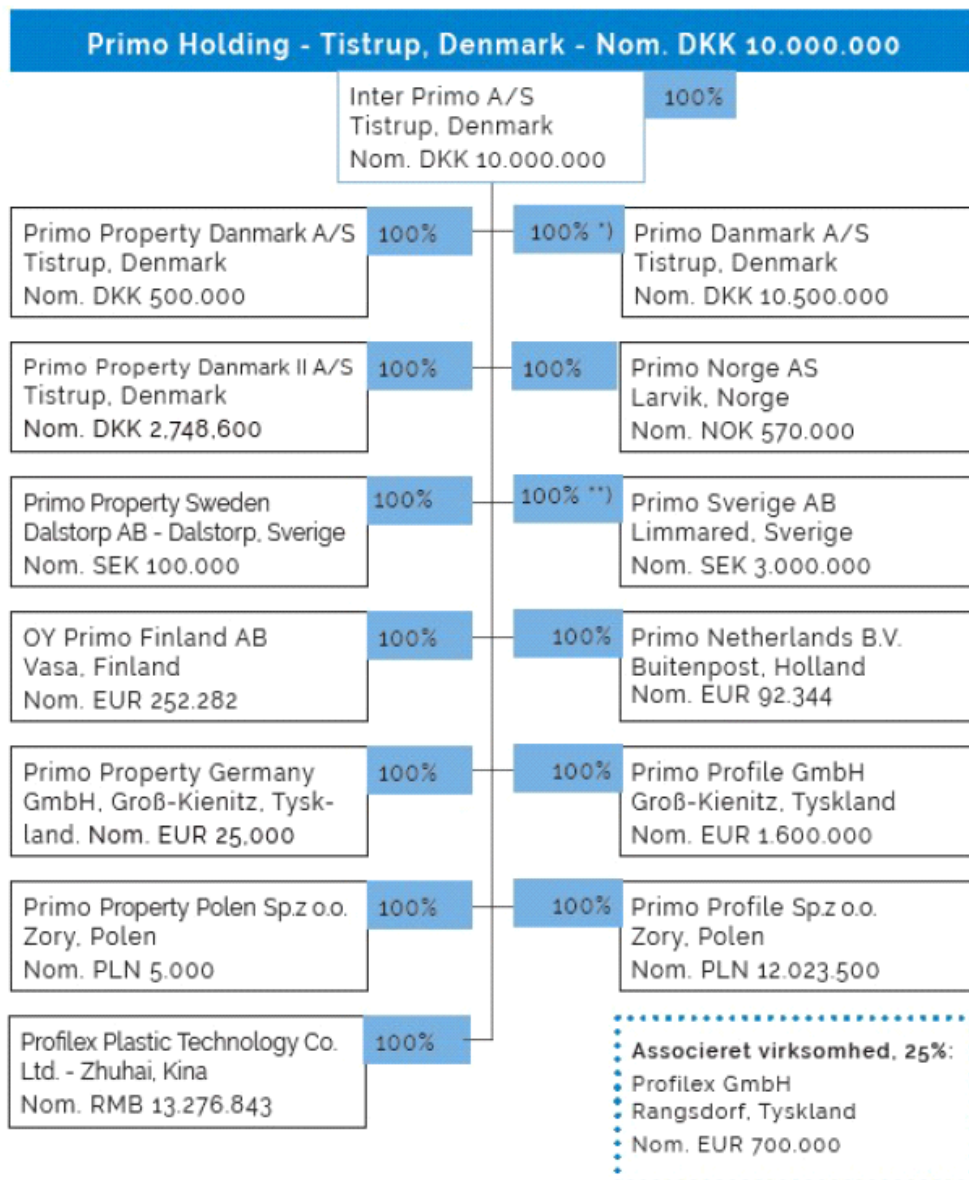 Primo Holding - Tistrup, Denmark - Nom. DKK 10.000.000
Inter Primo A/S
Tistrup, Denmark
Nom. DKK 10.000.000
100%
Primo Property Danmark A/S
Tistrup, Denmark
Nom. DKK 500.000
100%
100% *)
Primo Danmark A/S
Tistrup, Denmark
Nom. DKK 10.500.000
Primo Property Danmark II A/S
Tistrup, Denmark
Nom. DKK 2,748,600
100%
100%
Primo Norge AS
Larvik, Norge
Nom. NOK 570.000
Primo Property Sweden
Dalstorp AB - Dalstorp, Sverige
Nom. SEK 100.000
100%
100% **)
Primo Sverige AB
Limmared, Sverige
Nom. SEK 3.000.000
OY Primo Finland AB
Vasa, Finland
Nom. EUR 252.282
100%
100%
Primo Netherlands B.V.
Buitenpost, Holland
Nom. EUR 92.344
Primo Property Germany
GmbH, Groß-Kienitz, Tysk-
land. Nom. EUR 25,000
100%
100%
Primo Profile GmbH
Groß-Kienitz, Tyskland
Nom. EUR 1.600.000
Primo Property Polen Sp.z o.o.
Zory, Polen
Nom. PLN 5.000
100%
100%
Primo Profile Sp.z o.o.
Zory, Polen
Nom. PLN 12.023.500
Profilex Plastic Technology Co.
Ltd. - Zhuhai, Kina
Nom. RMB 13.276.843
100%
Associeret virksomhed, 25%:
Profilex GmbH
Rangsdorf, Tyskland
Nom. EUR 700.000